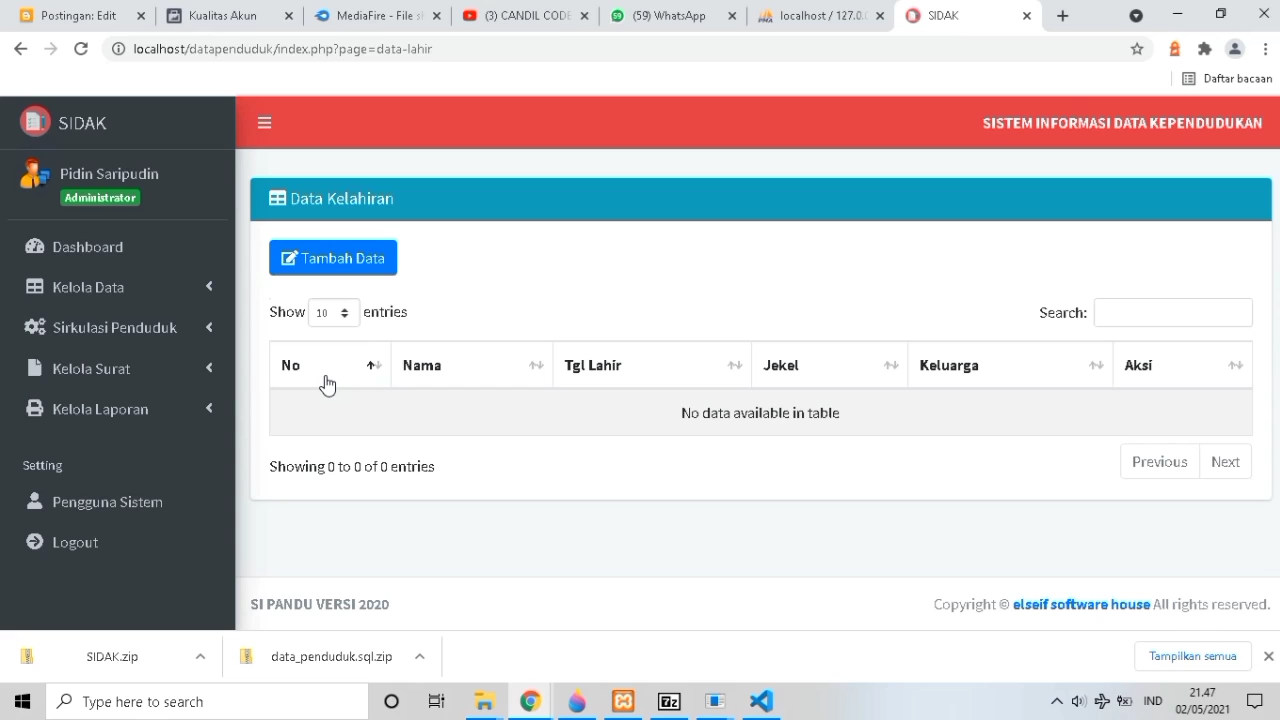 Postingan: Edit
Kualitas Akun
MediaFire - File s
(3) CANDIL CODE
(59) WhatsApp
localhost / 127.0.
SIDAK
localhost/datapenduduk/index.php?page=data-lahir
Daftar bacaan
SIDAK
SISTEM INFORMASI DATA KEPENDUDUKAN
Pidin Saripudin
Administrator
Dashboard
Kelola Data
Sirkulasi Penduduk
Kelola Surat
Kelola Laporan
Setting
Pengguna Sistem
Logout
Data Kelahiran
Tambah Data
Show 10 entries
Search:
No Nama Tgl Lahir Jekel Keluarga Aksi
No data available in table
Showing 0 to 0 of 0 entries
Previous Next
SI PANDU VERSI 2020
Copyright © elseif software house All rights reserved.
SIDAK.zip
data_penduduk.sql.zip
Tampilkan semua
Type here to search
7z
IND
21.47
02/05/2021